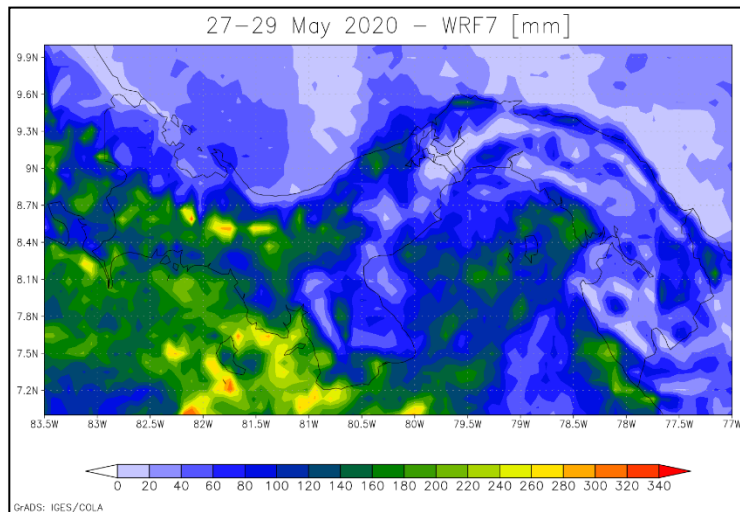 27-29 May 2020 - WRF7 [mm]
9.9N
9.6N
9.3N
9N
8.7N
8.4N
8.1N
7.8N
7.5N
7.2N
83.5W 83W 82.5W 82W 81.5W 81W 80.5W 80W 79.5W 79W 78.5W 78W 77.5W 77W
0 20 40 60 80 100 120 140 160 180 200 220 240 260 280 300 320 340
GrADS: IGES/COLA